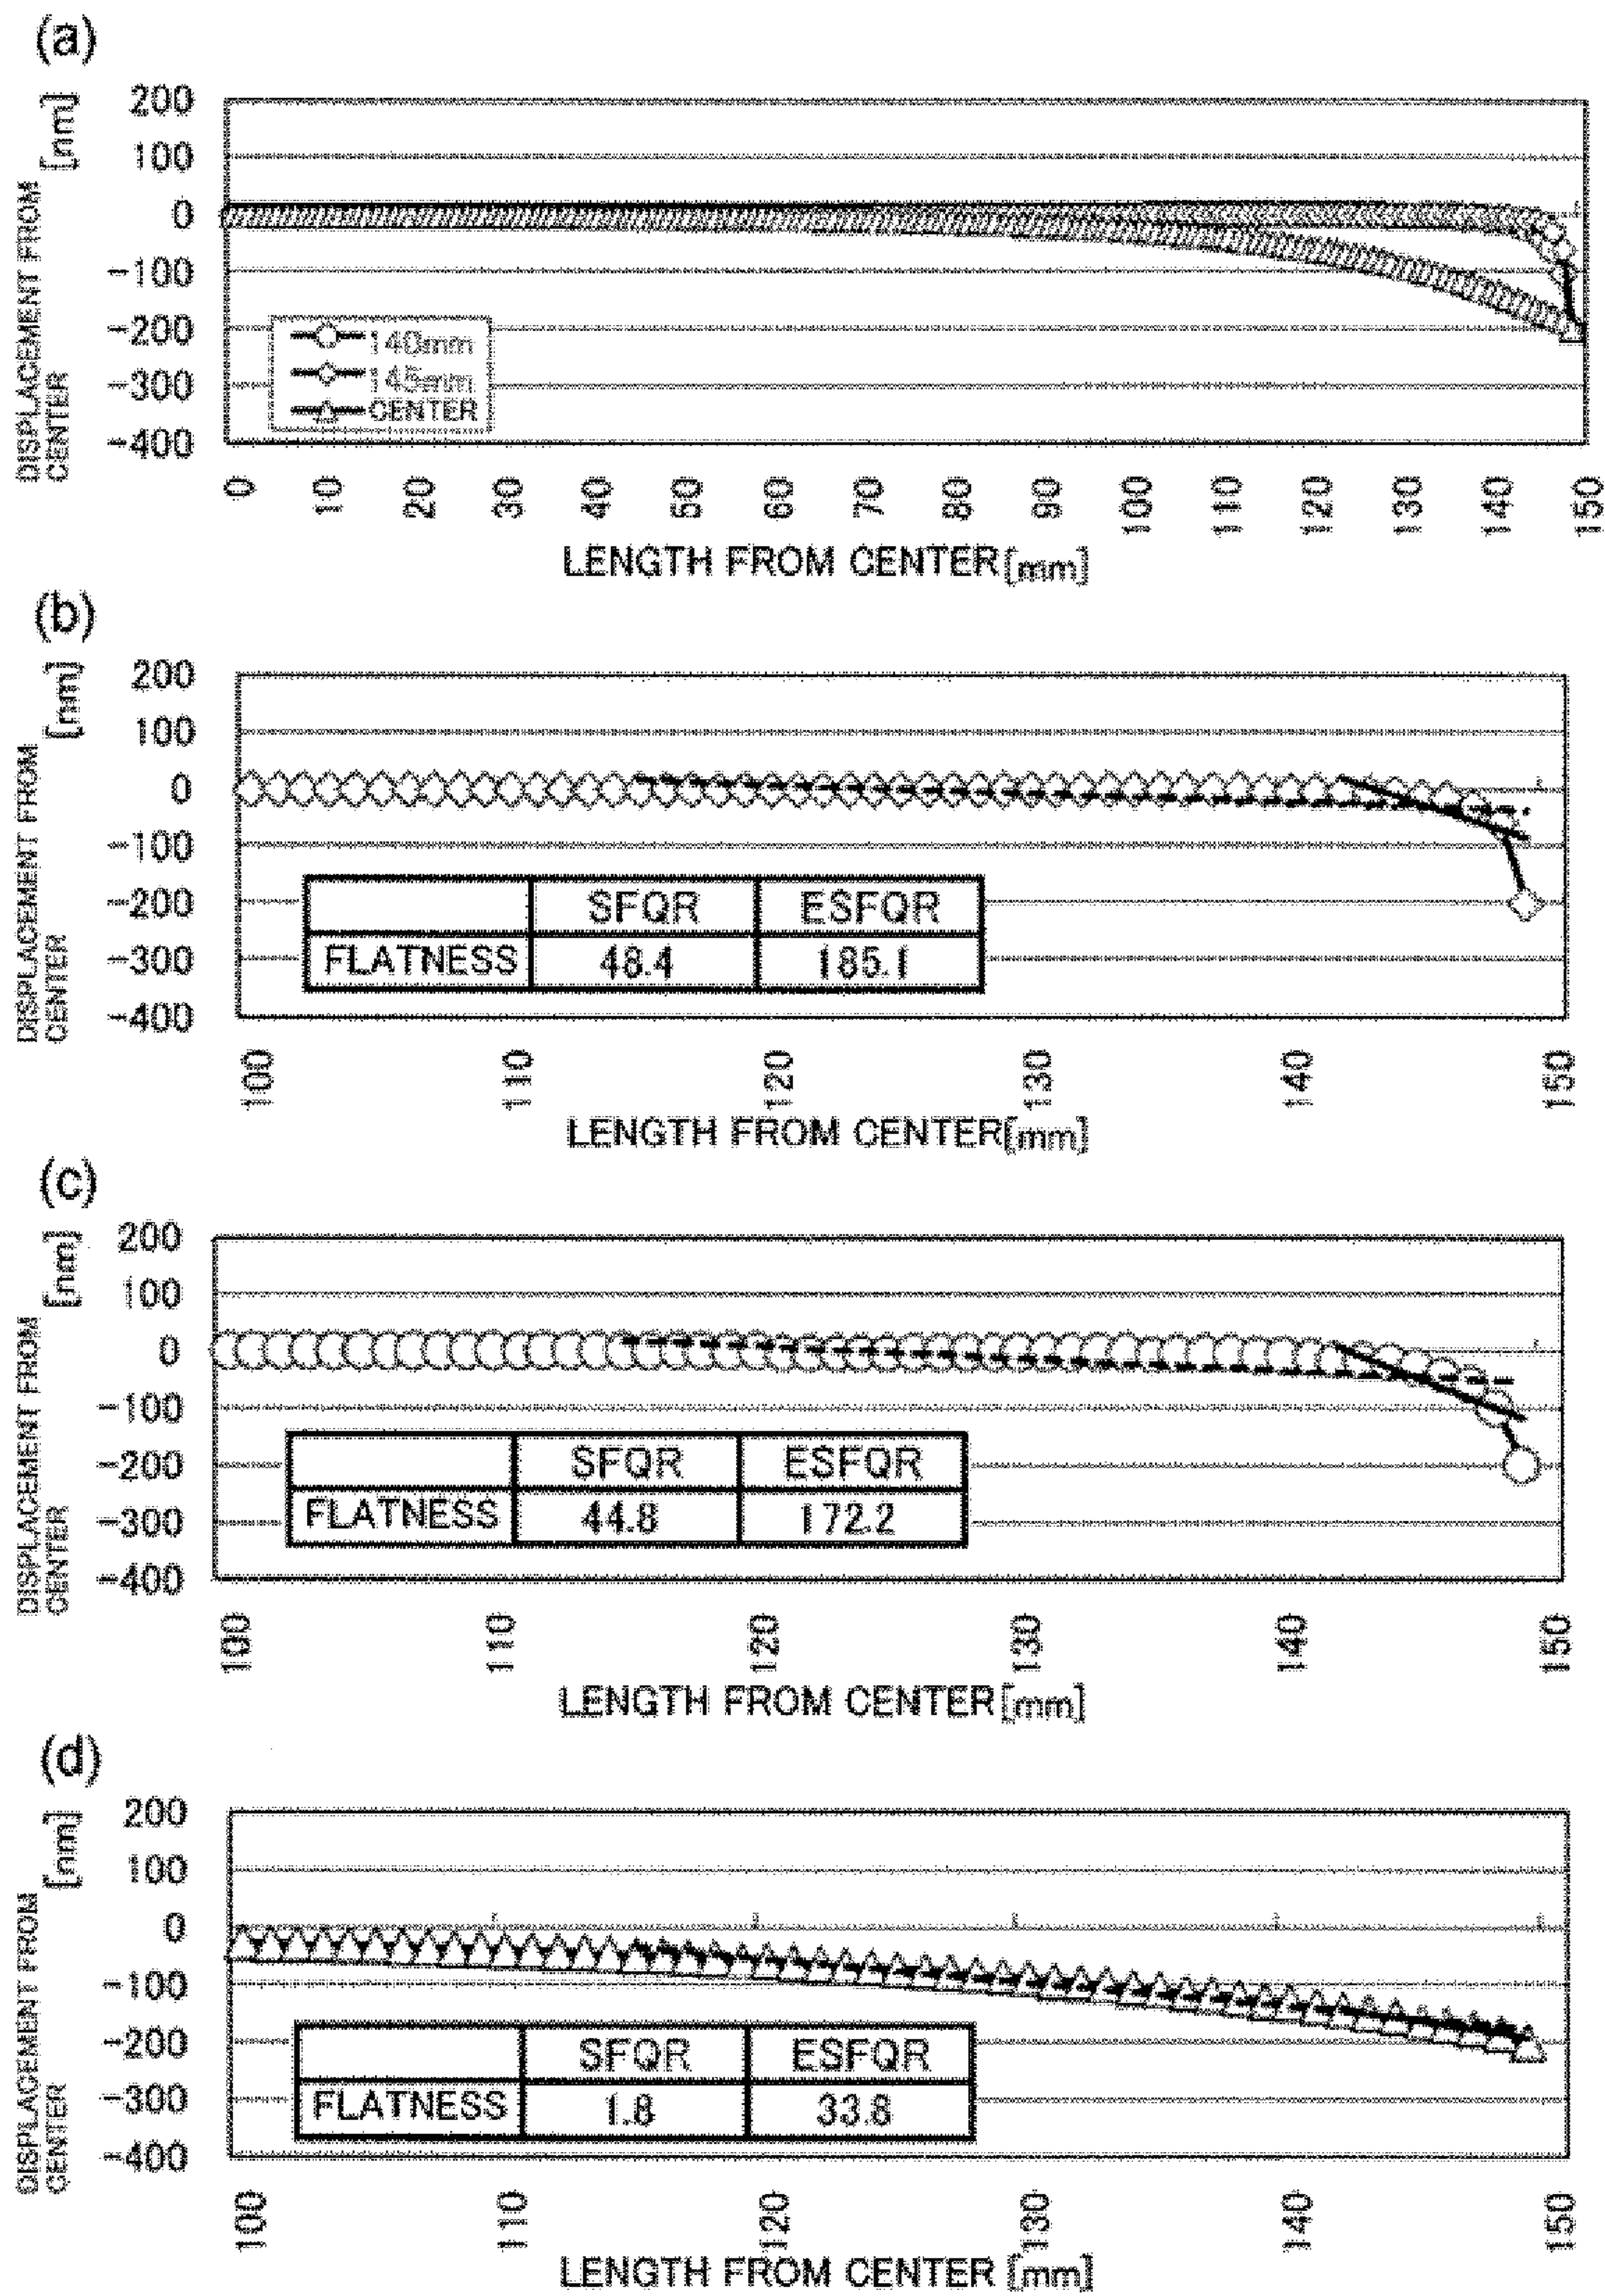 (a)
DISPLACEMENT FROM
CENTER
[nm]
200
100
0
-100
-200
-300
-400
140mm
145mm
CENTER
0 10 20 30 40 50 60 70 80 90 100 110 120 130 140 150
LENGTH FROM CENTER[mm]
(b)
DISPLACEMENT FROM
CENTER
[nm]
200
100
0
-100
-200
-300
-400
SFQR ESFQR
FLATNESS 48.4 185.1
100 110 120 130 140 150
LENGTH FROM CENTER[mm]
(c)
DISPLACEMENT FROM
CENTER
[nm]
200
100
0
-100
-200
-300
-400
SFQR ESFQR
FLATNESS 44.8 172.2
100 110 120 130 140 150
LENGTH FROM CENTER[mm]
(d)
DISPLACEMENT FROM
CENTER
[nm]
200
100
0
-100
-200
-300
-400
SFQR ESFQR
FLATNESS 1.8 33.8
100 110 120 130 140 150
LENGTH FROM CENTER [mm]